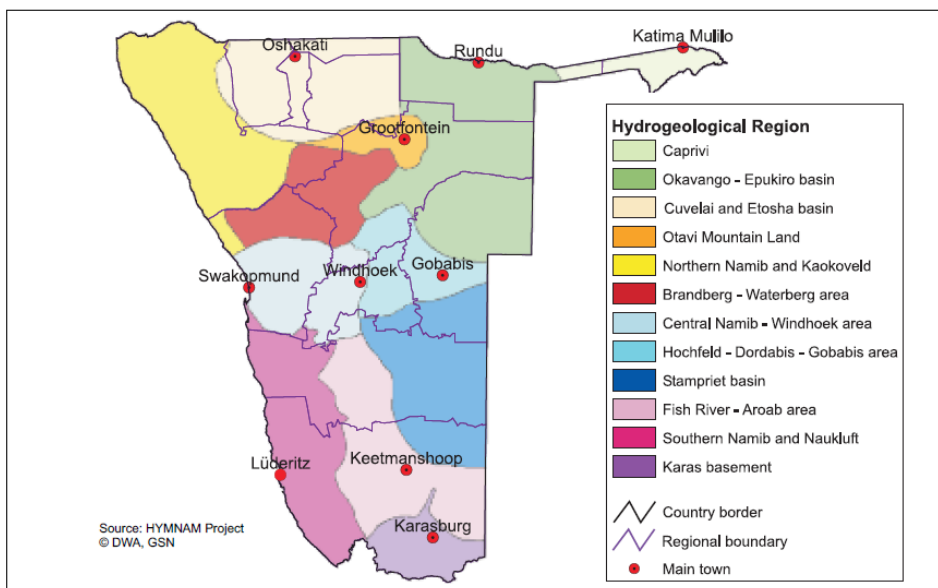 Oshakati
Rundu
Katima Mulilo
Grootfontein
Swakopmund
Windhoek
Gobabis
Lüderitz
Keetmanshoop
Karasburg
Source: HYMNAM Project
© DWA, GSN
Hydrogeological Region
Caprivi
Okavango - Epukiro basin
Cuvelai and Etosha basin
Otavi Mountain Land
Northern Namib and Kaokoveld
Brandberg - Waterberg area
Central Namib - Windhoek area
Hochfeld - Dordabis - Gobabis area
Stampriet basin
Fish River - Aroab area
Southern Namib and Naukluft
Karas basement
Country border
Regional boundary
Main town